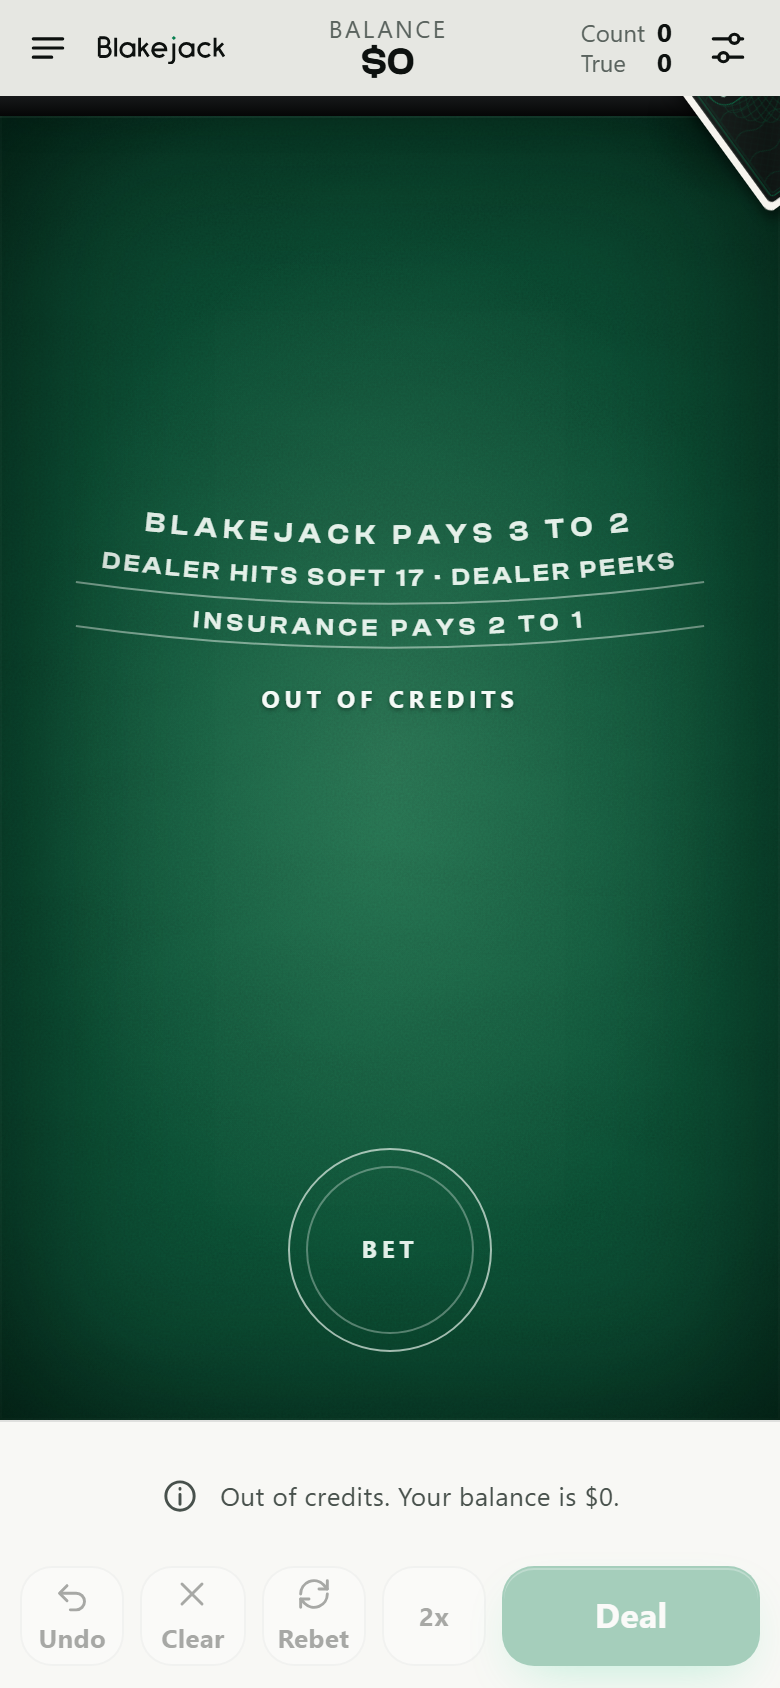 Blakejack
BALANCE
$0
Count 0
True 0
BLAKEJACK PAYS 3 TO 2
DEALER HITS SOFT 17 · DEALER PEEKS
INSURANCE PAYS 2 TO 1
OUT OF CREDITS
BET
Out of credits. Your balance is $0.
Undo
Clear
Rebet
2x
Deal